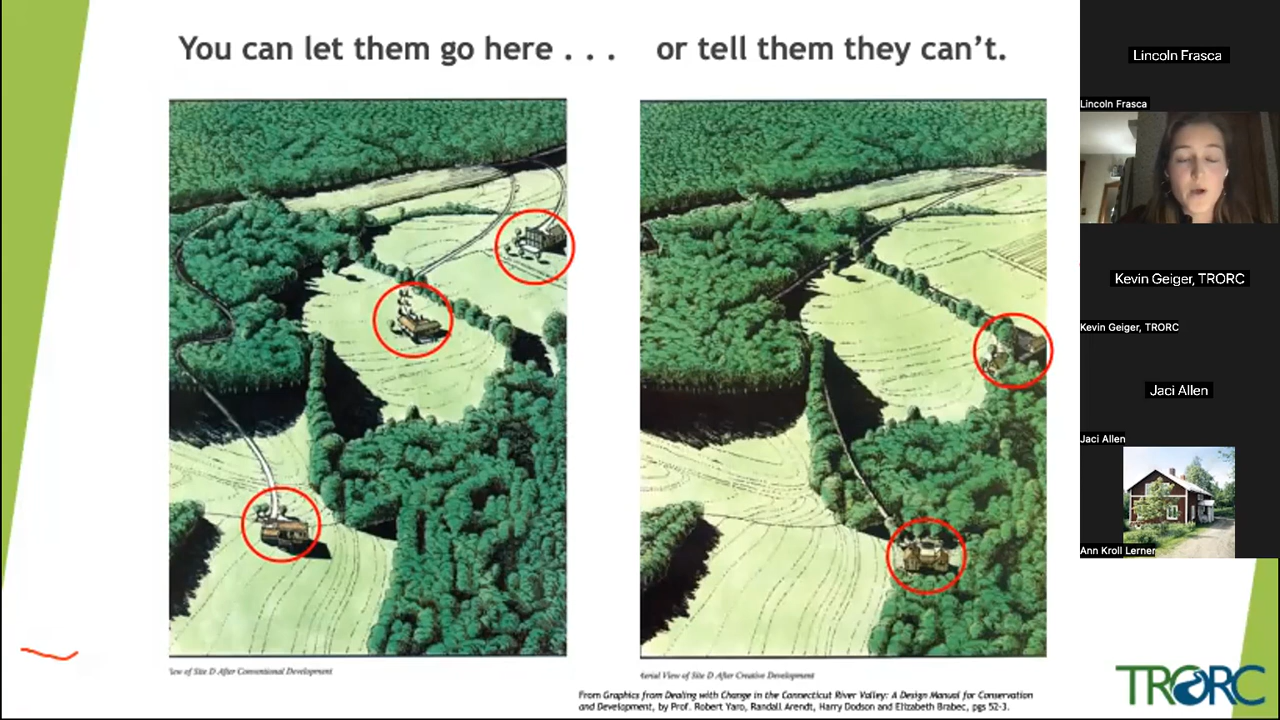 You can let them go here . . . or tell them they can't.
View of Site D After Conventional Development
Aerial View of Site D After Creative Development
From Graphics from Dealing with Change in the Connecticut River Valley: A Design Manual for Conservation
and Development, by Prof. Robert Yaro, Randall Arendt, Harry Dodson and Elizabeth Brabec, pgs 52-3.
TRORC
Lincoln Frasca
Lincoln Frasca
Kevin Geiger, TRORC
Kevin Geiger, TRORC
Jaci Allen
Jaci Allen
Ann Kroll Lerner